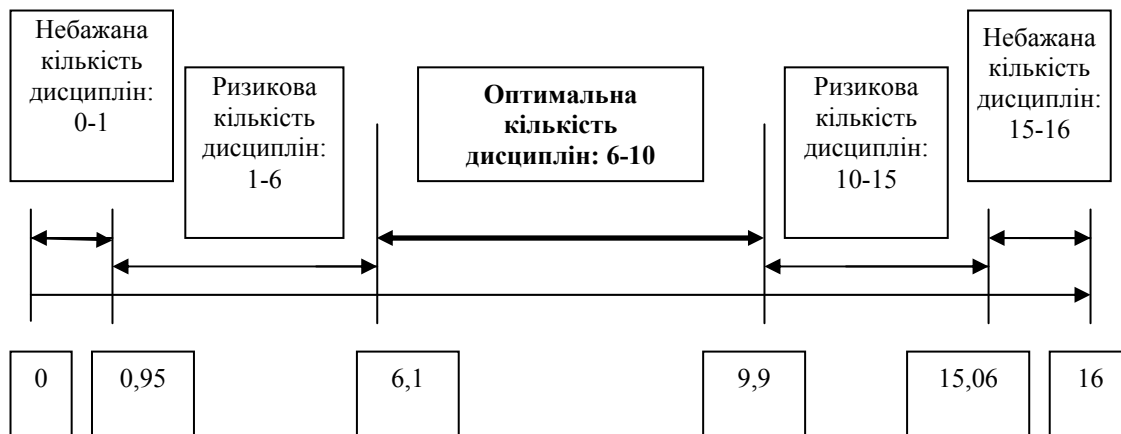 Небажана
кількість
дисциплін:
0-1
Ризикова
кількість
дисциплін:
1-6
Оптимальна
кількість
дисциплін: 6-10
Ризикова
кількість
дисциплін:
10-15
Небажана
кількість
дисциплін:
15-16
0
0,95
6,1
9,9
15,06
16